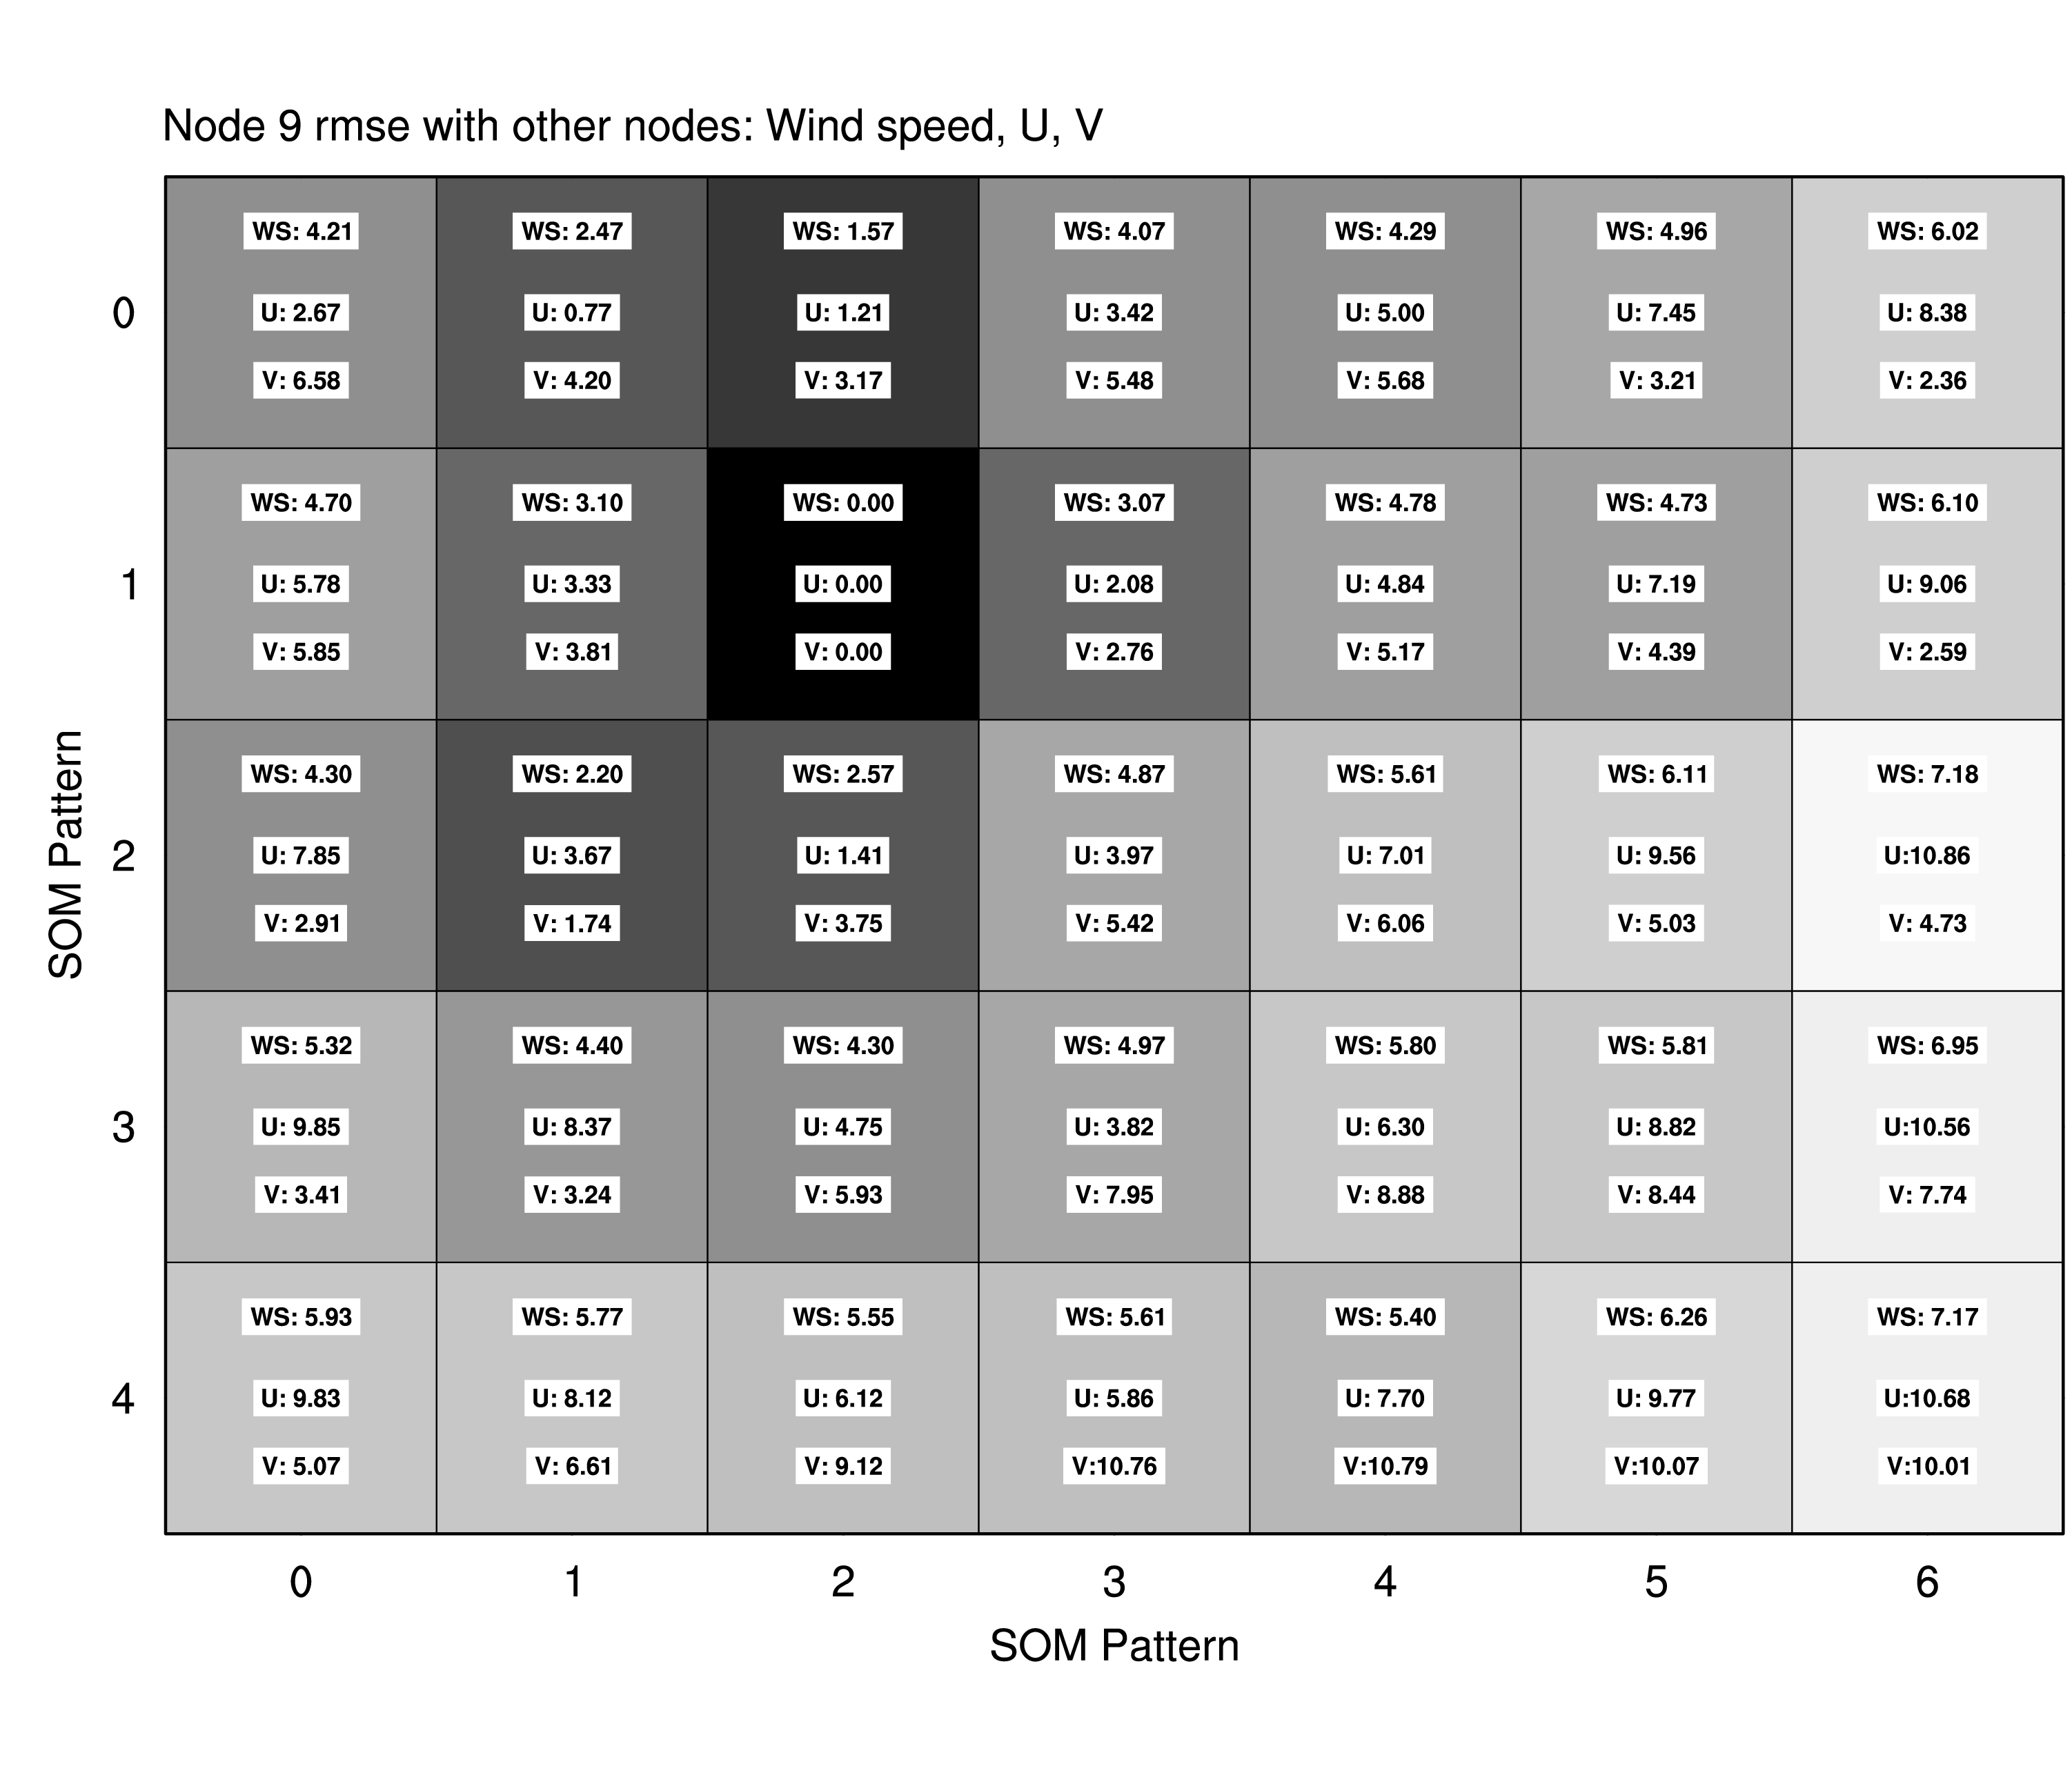 Node 9 rmse with other nodes: Wind speed, U, V
WS: 4.21 WS: 2.47 WS: 1.57 WS: 4.07 WS: 4.29 WS: 4.96 WS: 6.02
0 U: 2.67 U: 0.77 U: 1.21 U: 3.42 U: 5.00 U: 7.45 U: 8.38
V: 6.58 V: 4.20 V: 3.17 V: 5.48 V: 5.68 V: 3.21 V: 2.36
WS: 4.70 WS: 3.10 WS: 0.00 WS: 3.07 WS: 4.78 WS: 4.73 WS: 6.10
1 U: 5.78 U: 3.33 U: 0.00 U: 2.08 U: 4.84 U: 7.19 U: 9.06
V: 5.85 V: 3.81 V: 0.00 V: 2.76 V: 5.17 V: 4.39 V: 2.59
WS: 4.30 WS: 2.20 WS: 2.57 WS: 4.87 WS: 5.61 WS: 6.11 WS: 7.18
SOM Pattern
2 U: 7.85 U: 3.67 U: 1.41 U: 3.97 U: 7.01 U: 9.56 U:10.86
V: 2.91 V: 1.74 V: 3.75 V: 5.42 V: 6.06 V: 5.03 V: 4.73
WS: 5.32 WS: 4.40 WS: 4.30 WS: 4.97 WS: 5.80 WS: 5.81 WS: 6.95
3 U: 9.85 U: 8.37 U: 4.75 U: 3.82 U: 6.30 U: 8.82 U:10.56
V: 3.41 V: 3.24 V: 5.93 V: 7.95 V: 8.88 V: 8.44 V: 7.74
WS: 5.93 WS: 5.77 WS: 5.55 WS: 5.61 WS: 5.40 WS: 6.26 WS: 7.17
4 U: 9.83 U: 8.12 U: 6.12 U: 5.86 U: 7.70 U: 9.77 U:10.68
V: 5.07 V: 6.61 V: 9.12 V:10.76 V:10.79 V:10.07 V:10.01
0 1 2 3 4 5 6
SOM Pattern